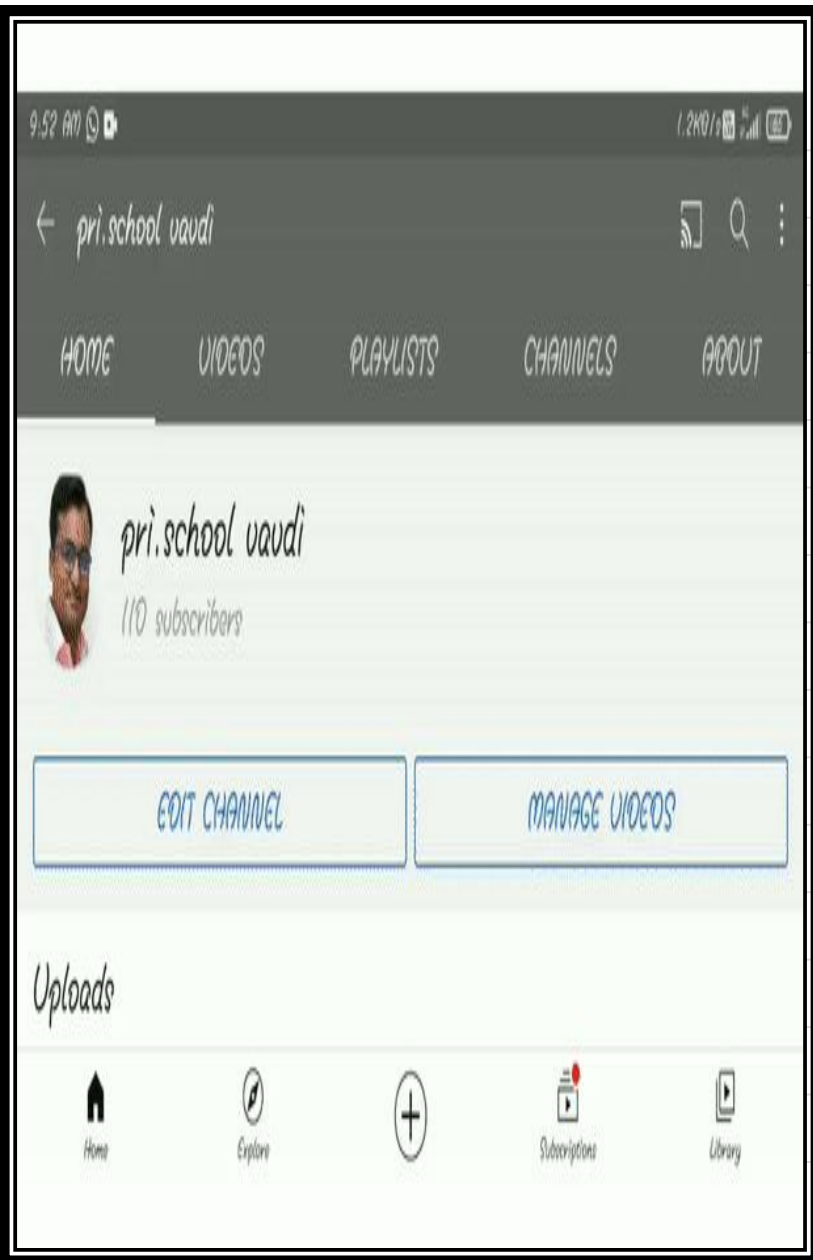 9:52 AM 1.2KB/s
pri.school vavdi
HOME VIDEOS PLAYLISTS CHANNELS ABOUT
pri.school vavdi
110 subscribers
EDIT CHANNEL MANAGE VIDEOS
Uploads
Home Explore Subscriptions Library